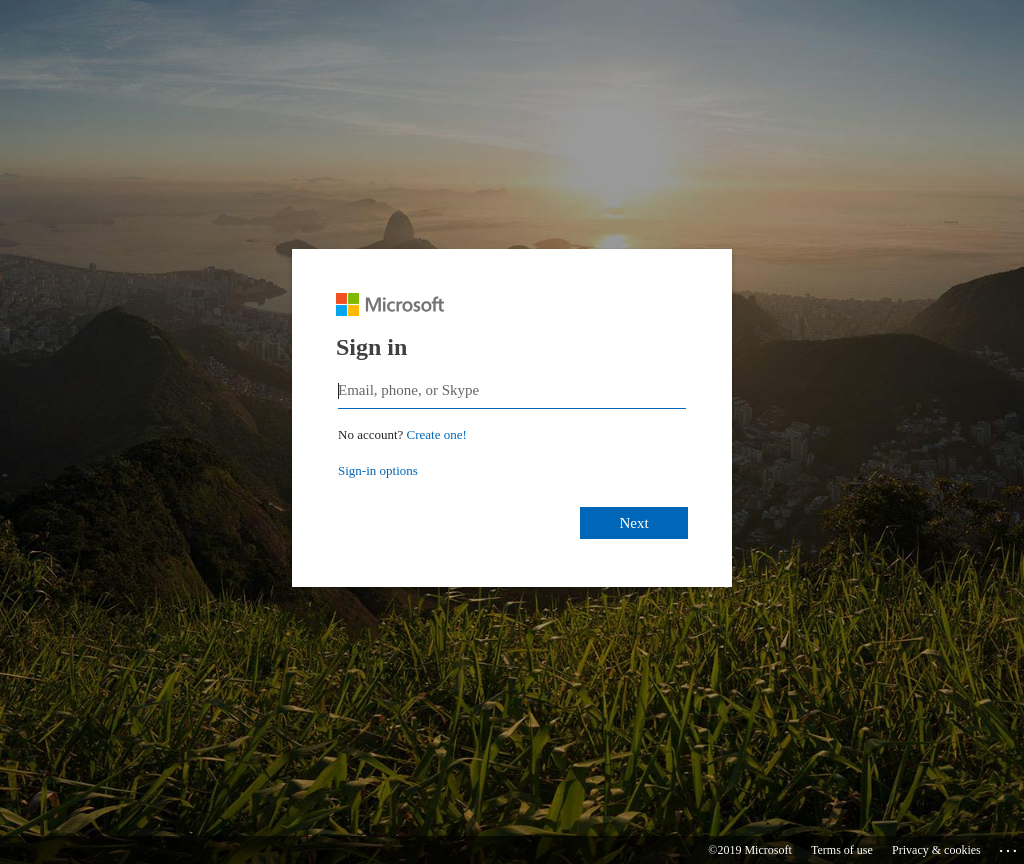 Microsoft
Sign in
Email, phone, or Skype
No account? Create one!
Sign-in options
Next
©2019 Microsoft Terms of use Privacy & cookies ...